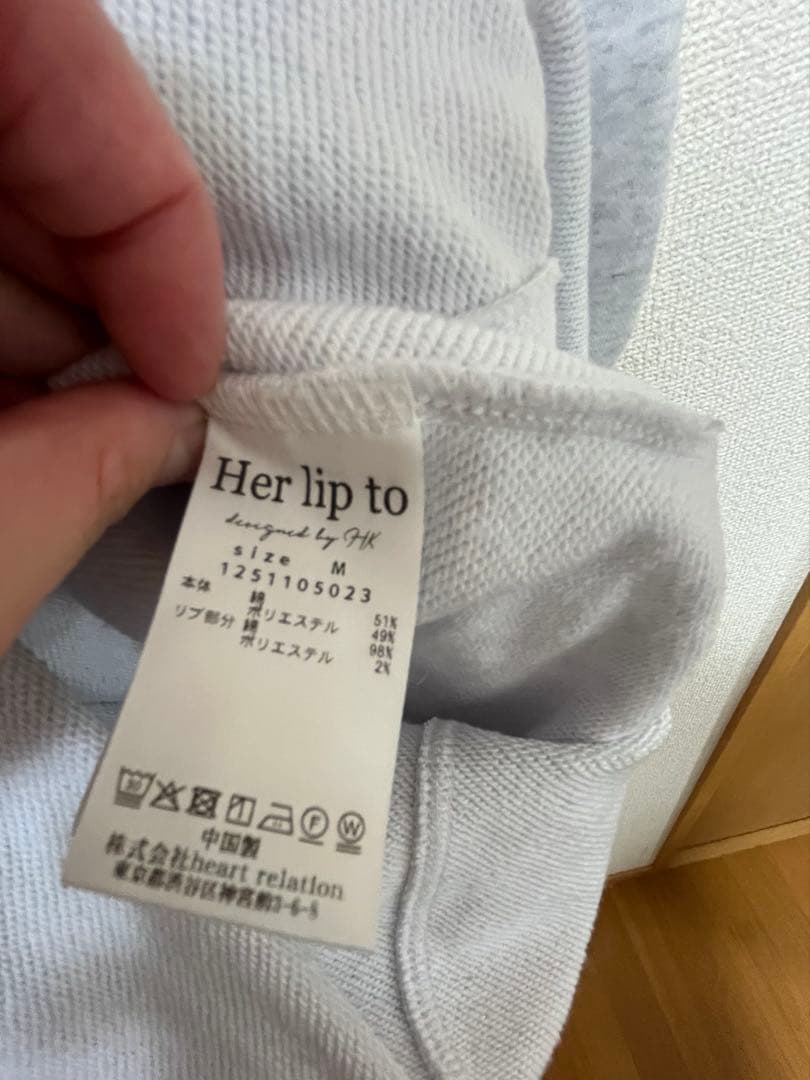 Her lip to
designed by HK
size M
1251105023
本体 綿 51%
ポリエステル 49%
リブ部分 綿 98%
ポリエステル 2%
30 F W
中国製
株式会社heart relation
東京都渋谷区神宮前3-6-8